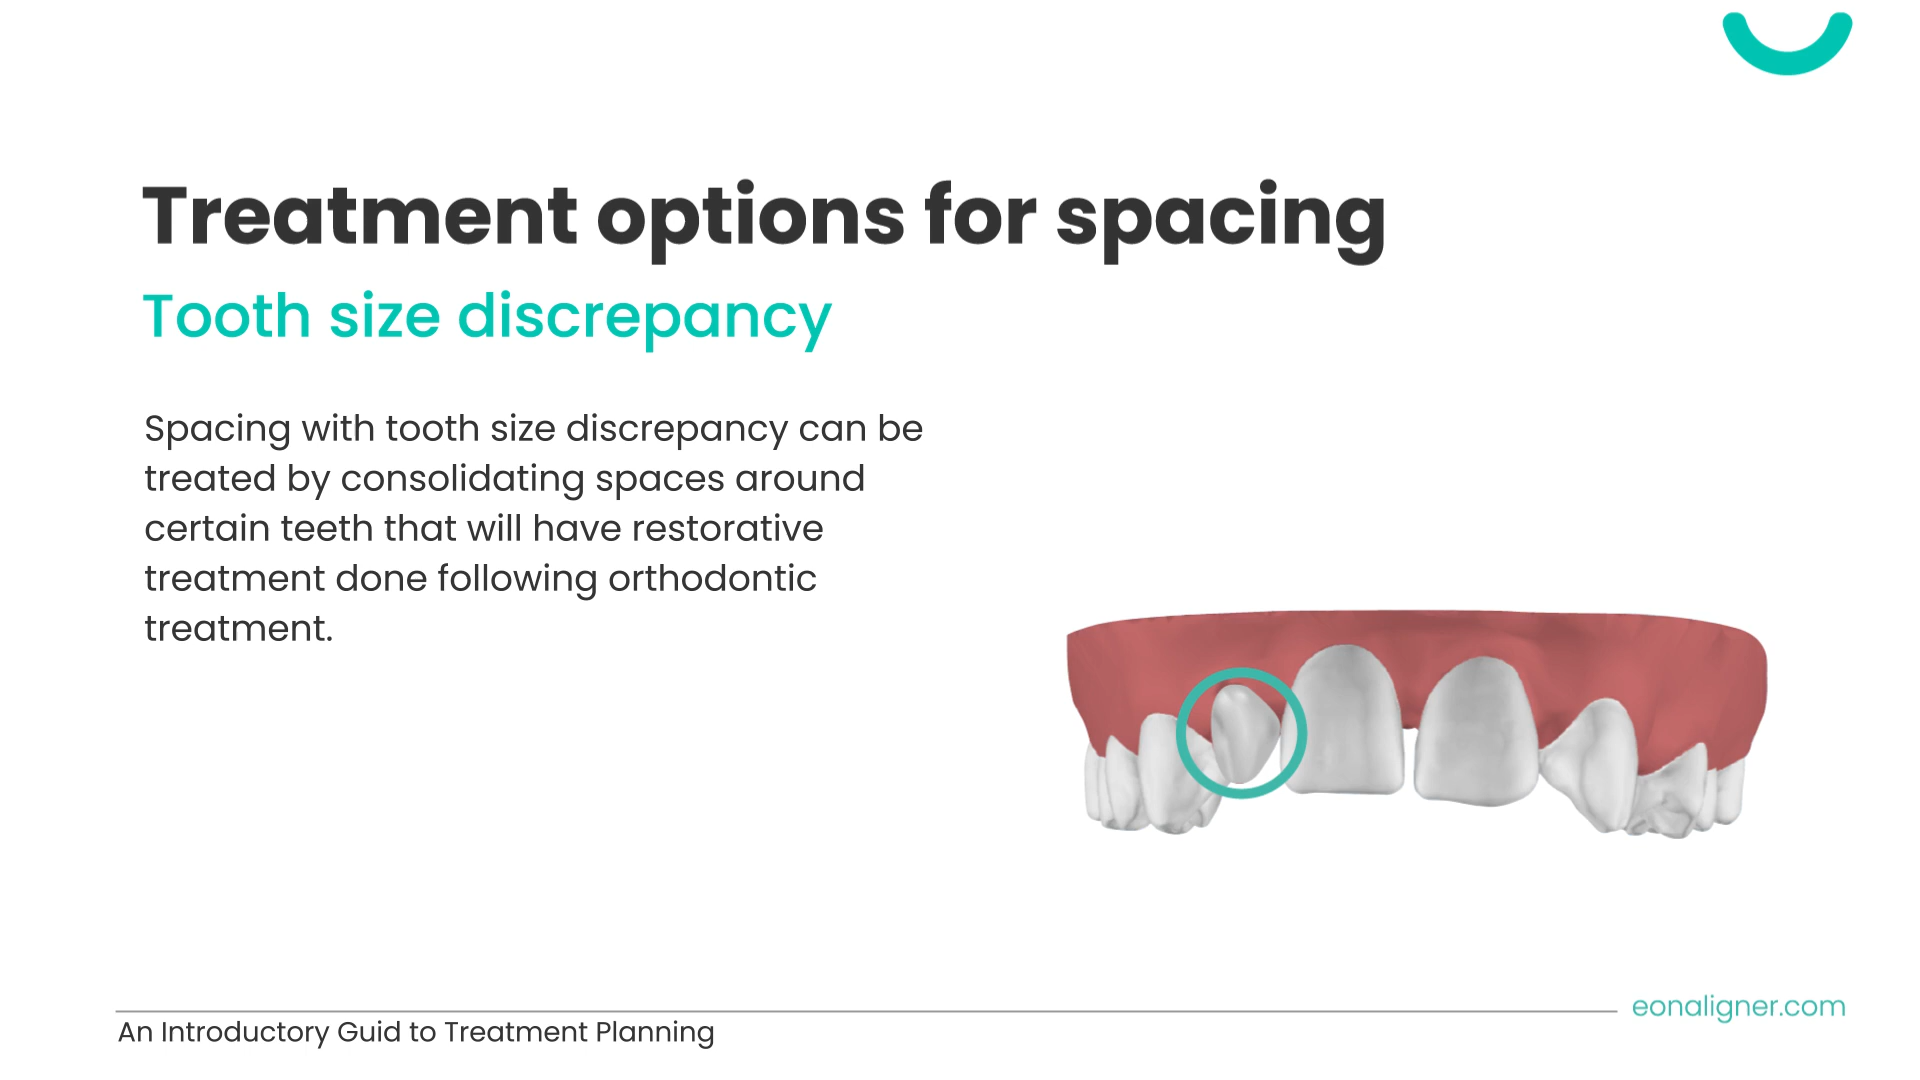 Treatment options for spacing
Tooth size discrepancy
Spacing with tooth size discrepancy can be
treated by consolidating spaces around
certain teeth that will have restorative
treatment done following orthodontic
treatment.
eonaligner.com
An Introductory Guid to Treatment Planning